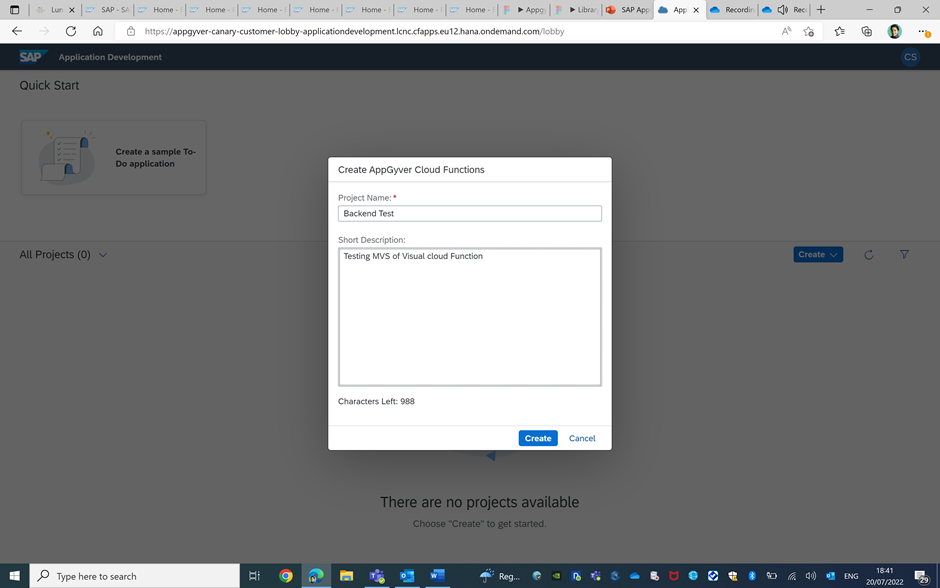 Lun
SAP - SA
Home -
Home -
Home -
Home -
Home -
Home -
Home -
Appg
Home -
Librar
SAP App
App
Recordin
Rec
https://appgyver-canary-customer-lobby-applicationdevelopment.lcnc.cfapps.eu12.hana.ondemand.com/lobby
SAP Application Development CS
Quick Start
Create a sample To-
Do application
Create AppGyver Cloud Functions
Project Name: *
Backend Test
Short Description:
Testing MVS of Visual cloud Function
Characters Left: 988
Create Cancel
All Projects (0) Create
There are no projects available
Choose "Create" to get started.
Type here to search
Reg...
ENG
18:41
20/07/2022
29